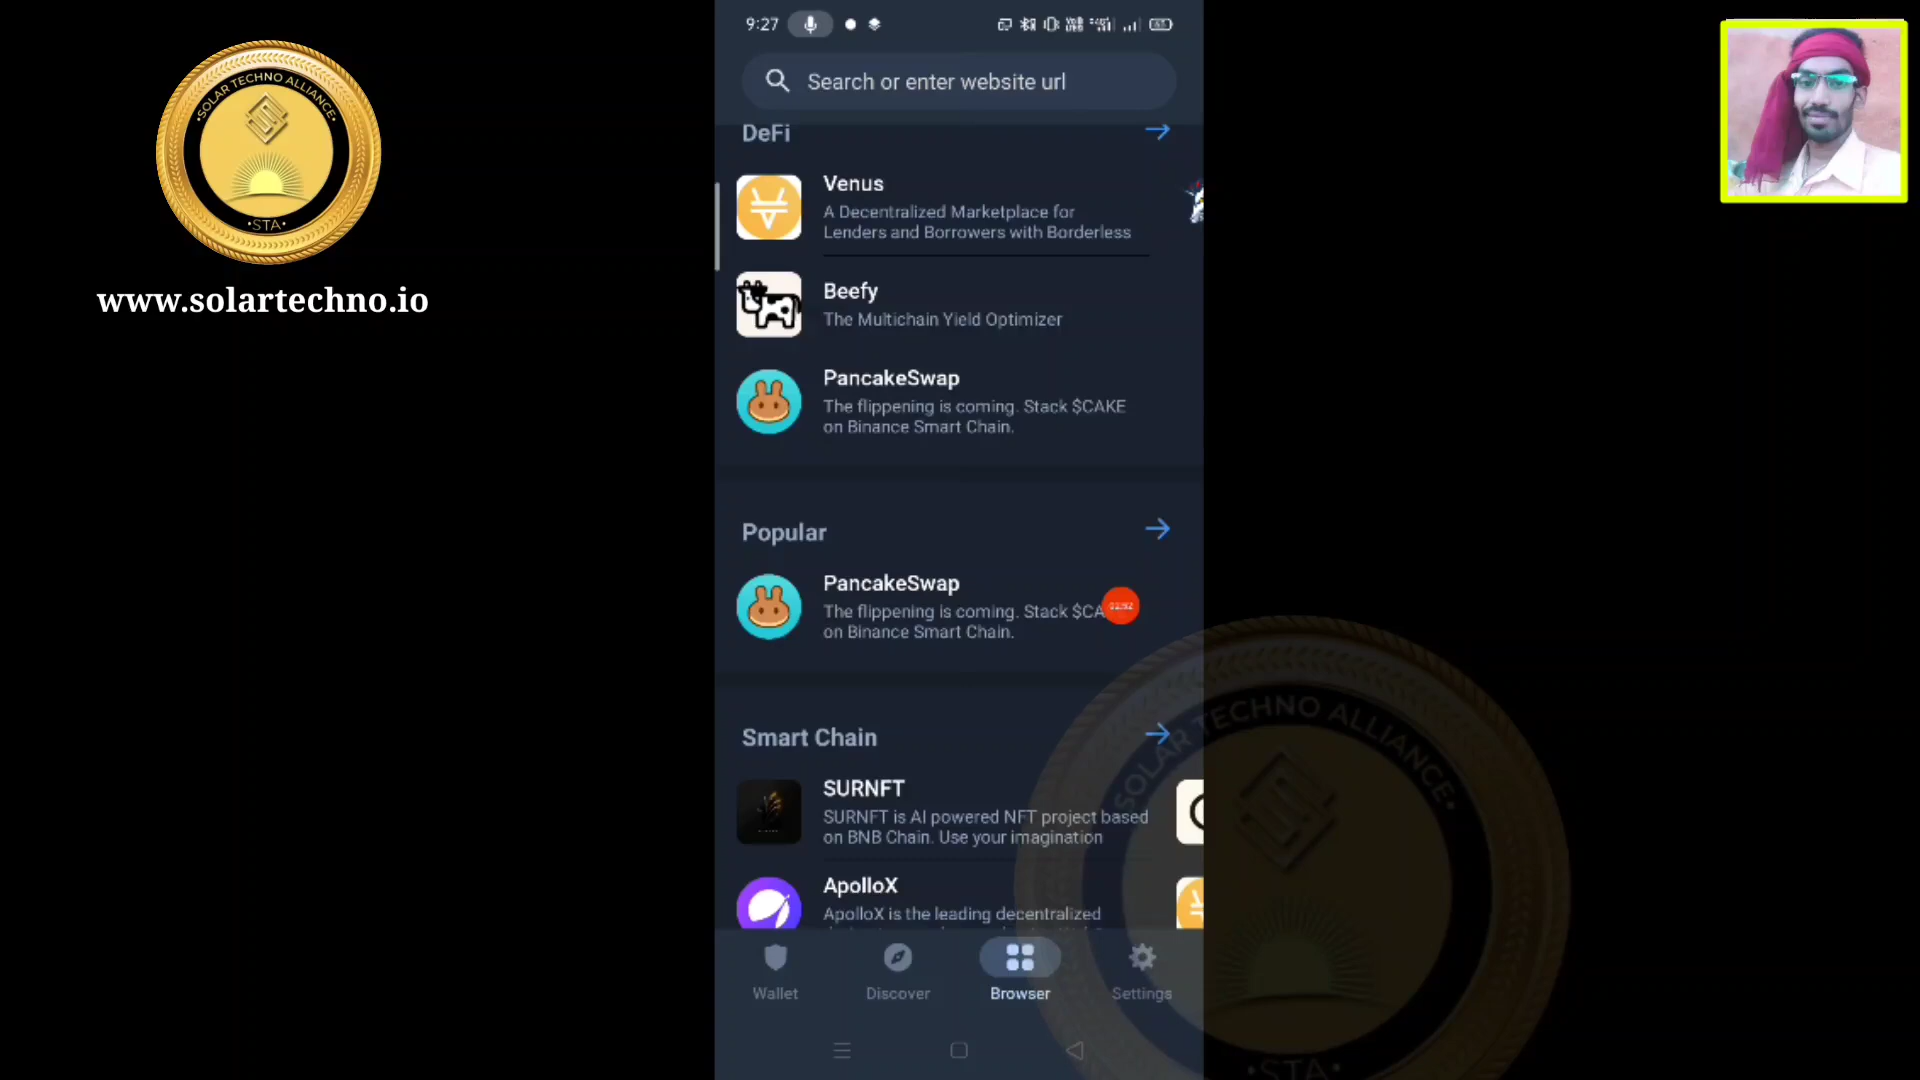 9:27
Search or enter website url
SOLAR TECHNO ALLIANCE
•STA•
www.solartechno.io
DeFi
Venus
A Decentralized Marketplace for
Lenders and Borrowers with Borderless
Beefy
The Multichain Yield Optimizer
PancakeSwap
The flippening is coming. Stack $CAKE
on Binance Smart Chain.
Popular
PancakeSwap
The flippening is coming. Stack $CA
on Binance Smart Chain.
Smart Chain
SURNFT
SURNFT is AI powered NFT project based
on BNB Chain. Use your imagination
ApolloX
ApolloX is the leading decentralized
Wallet
Discover
Browser
Settings
SOLAR TECHNO ALLIANCE
•STA•